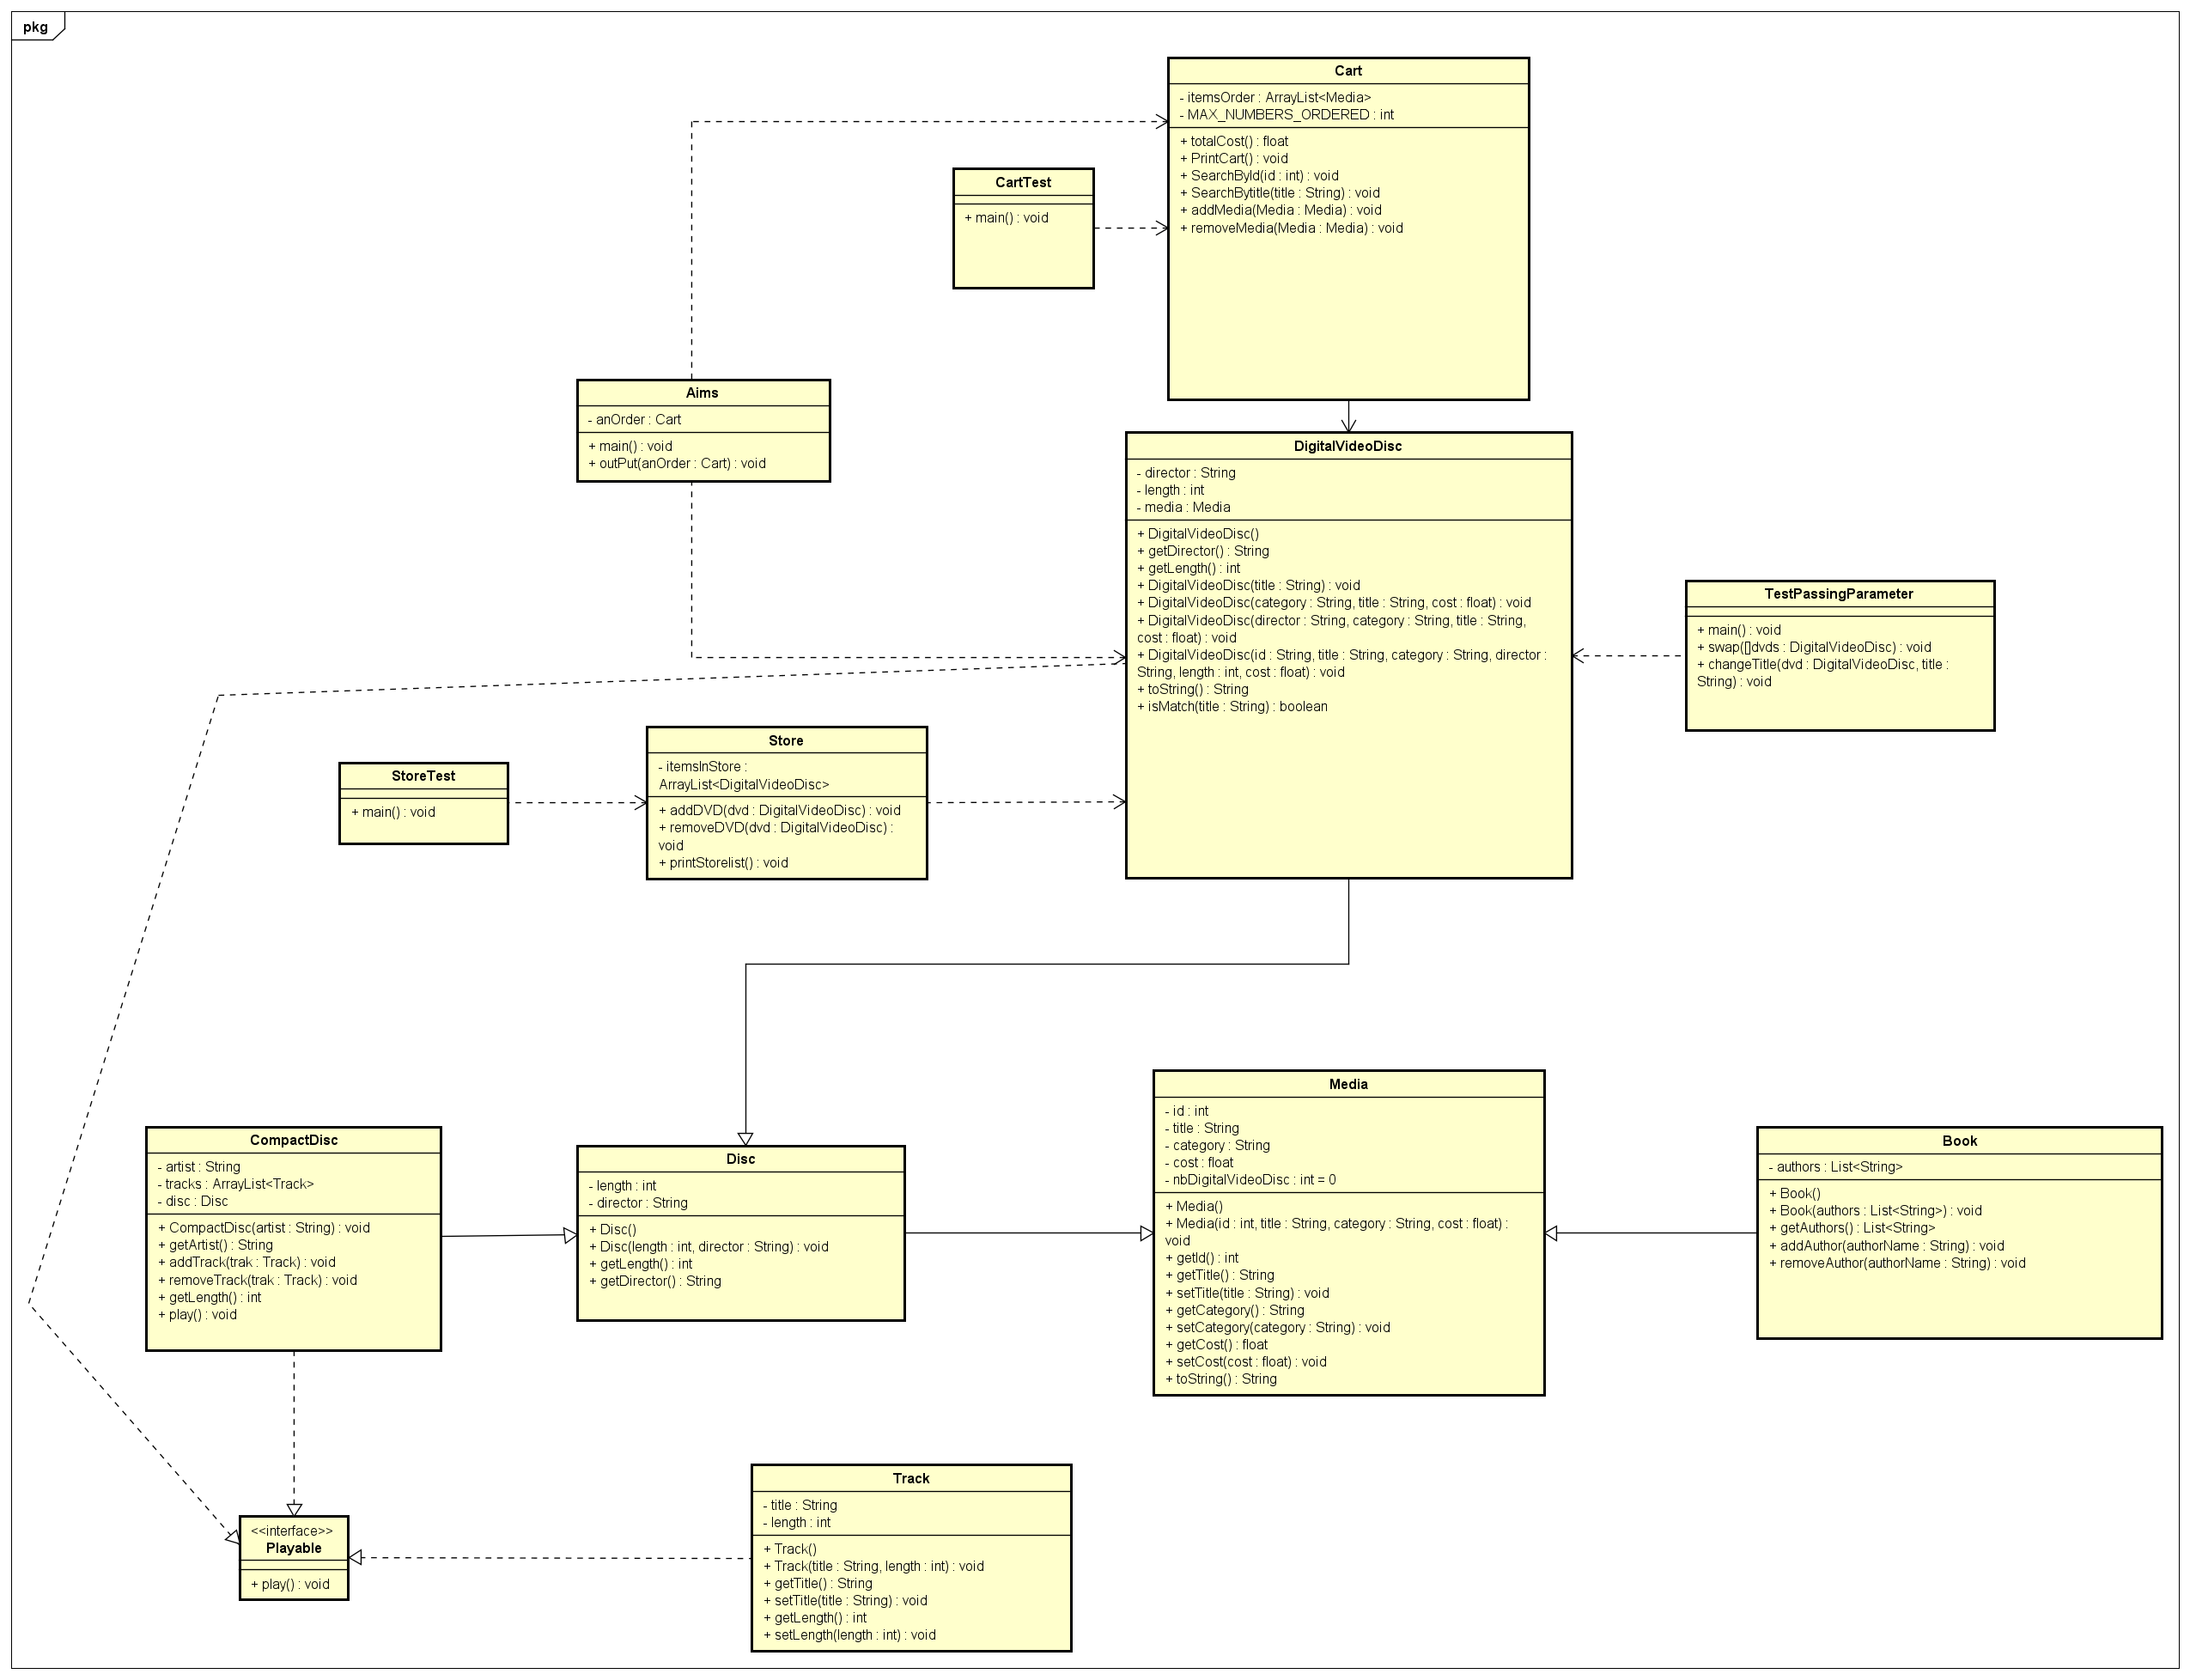 pkg
Cart
- itemsOrder : ArrayList<Media>
- MAX_NUMBERS_ORDERED : int
+ totalCost() : float
+ PrintCart() : void
+ SearchById(id : int) : void
+ SearchBytitle(title : String) : void
+ addMedia(Media : Media) : void
+ removeMedia(Media : Media) : void
CartTest
+ main() : void
Aims
- anOrder : Cart
+ main() : void
+ outPut(anOrder : Cart) : void
DigitalVideoDisc
- director : String
- length : int
- media : Media
+ DigitalVideoDisc()
+ getDirector() : String
+ getLength() : int
+ DigitalVideoDisc(title : String) : void
+ DigitalVideoDisc(category : String, title : String, cost : float) : void
+ DigitalVideoDisc(director : String, category : String, title : String,
cost : float) : void
+ DigitalVideoDisc(id : String, title : String, category : String, director :
String, length : int, cost : float) : void
+ toString() : String
+ isMatch(title : String) : boolean
TestPassingParameter
+ main() : void
+ swap([]dvds : DigitalVideoDisc) : void
+ changeTitle(dvd : DigitalVideoDisc, title :
String) : void
Store
- itemsInStore :
ArrayList<DigitalVideoDisc>
+ addDVD(dvd : DigitalVideoDisc) : void
+ removeDVD(dvd : DigitalVideoDisc) :
void
+ printStorelist() : void
StoreTest
+ main() : void
Media
- id : int
- title : String
- category : String
- cost : float
- nbDigitalVideoDisc : int = 0
+ Media()
+ Media(id : int, title : String, category : String, cost : float) :
void
+ getId() : int
+ getTitle() : String
+ setTitle(title : String) : void
+ getCategory() : String
+ setCategory(category : String) : void
+ getCost() : float
+ setCost(cost : float) : void
+ toString() : String
CompactDisc
- artist : String
- tracks : ArrayList<Track>
- disc : Disc
+ CompactDisc(artist : String) : void
+ getArtist() : String
+ addTrack(trak : Track) : void
+ removeTrack(trak : Track) : void
+ getLength() : int
+ play() : void
Disc
- length : int
- director : String
+ Disc()
+ Disc(length : int, director : String) : void
+ getLength() : int
+ getDirector() : String
Book
- authors : List<String>
+ Book()
+ Book(authors : List<String>) : void
+ getAuthors() : List<String>
+ addAuthor(authorName : String) : void
+ removeAuthor(authorName : String) : void
<<interface>>
Playable
+ play() : void
Track
- title : String
- length : int
+ Track()
+ Track(title : String, length : int) : void
+ getTitle() : String
+ setTitle(title : String) : void
+ getLength() : int
+ setLength(length : int) : void